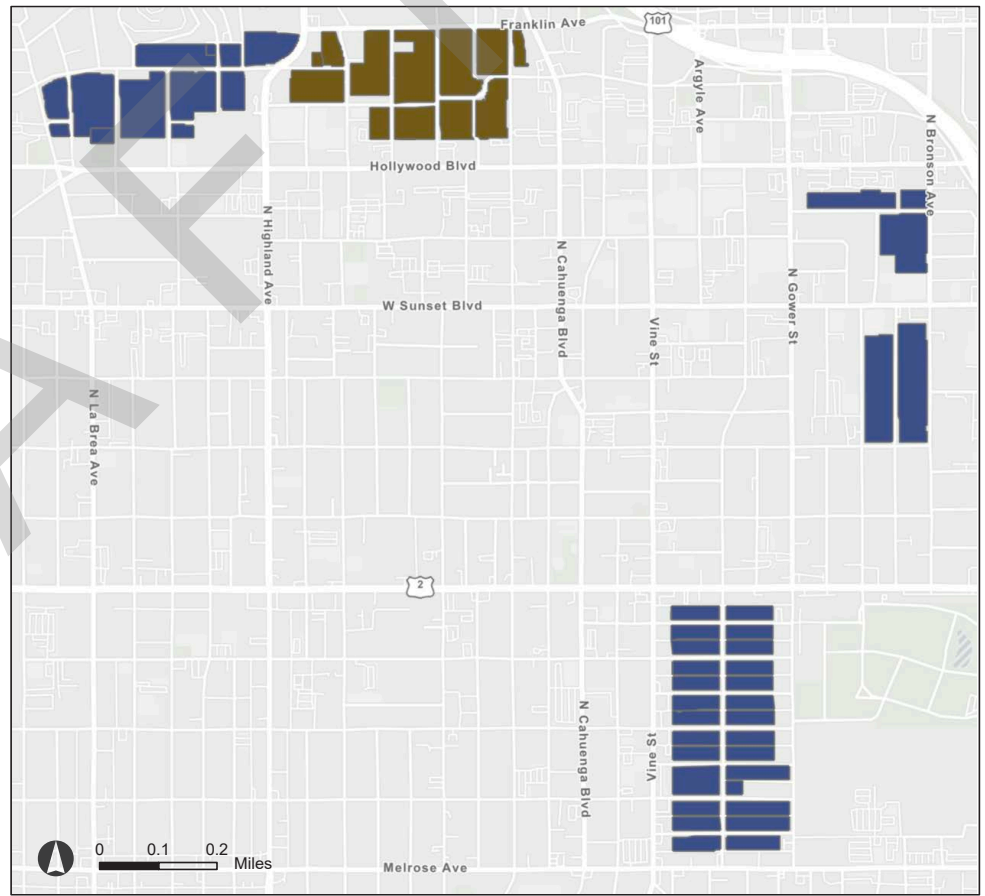 Franklin Ave
101
Argyle Ave
N Bronson Ave
Hollywood Blvd
N Highland Ave
N Cahuenga Blvd
N Gower St
W Sunset Blvd
Vine St
N La Brea Ave
2
N Cahuenga Blvd
Vine St
0 0.1 0.2
Miles
Melrose Ave